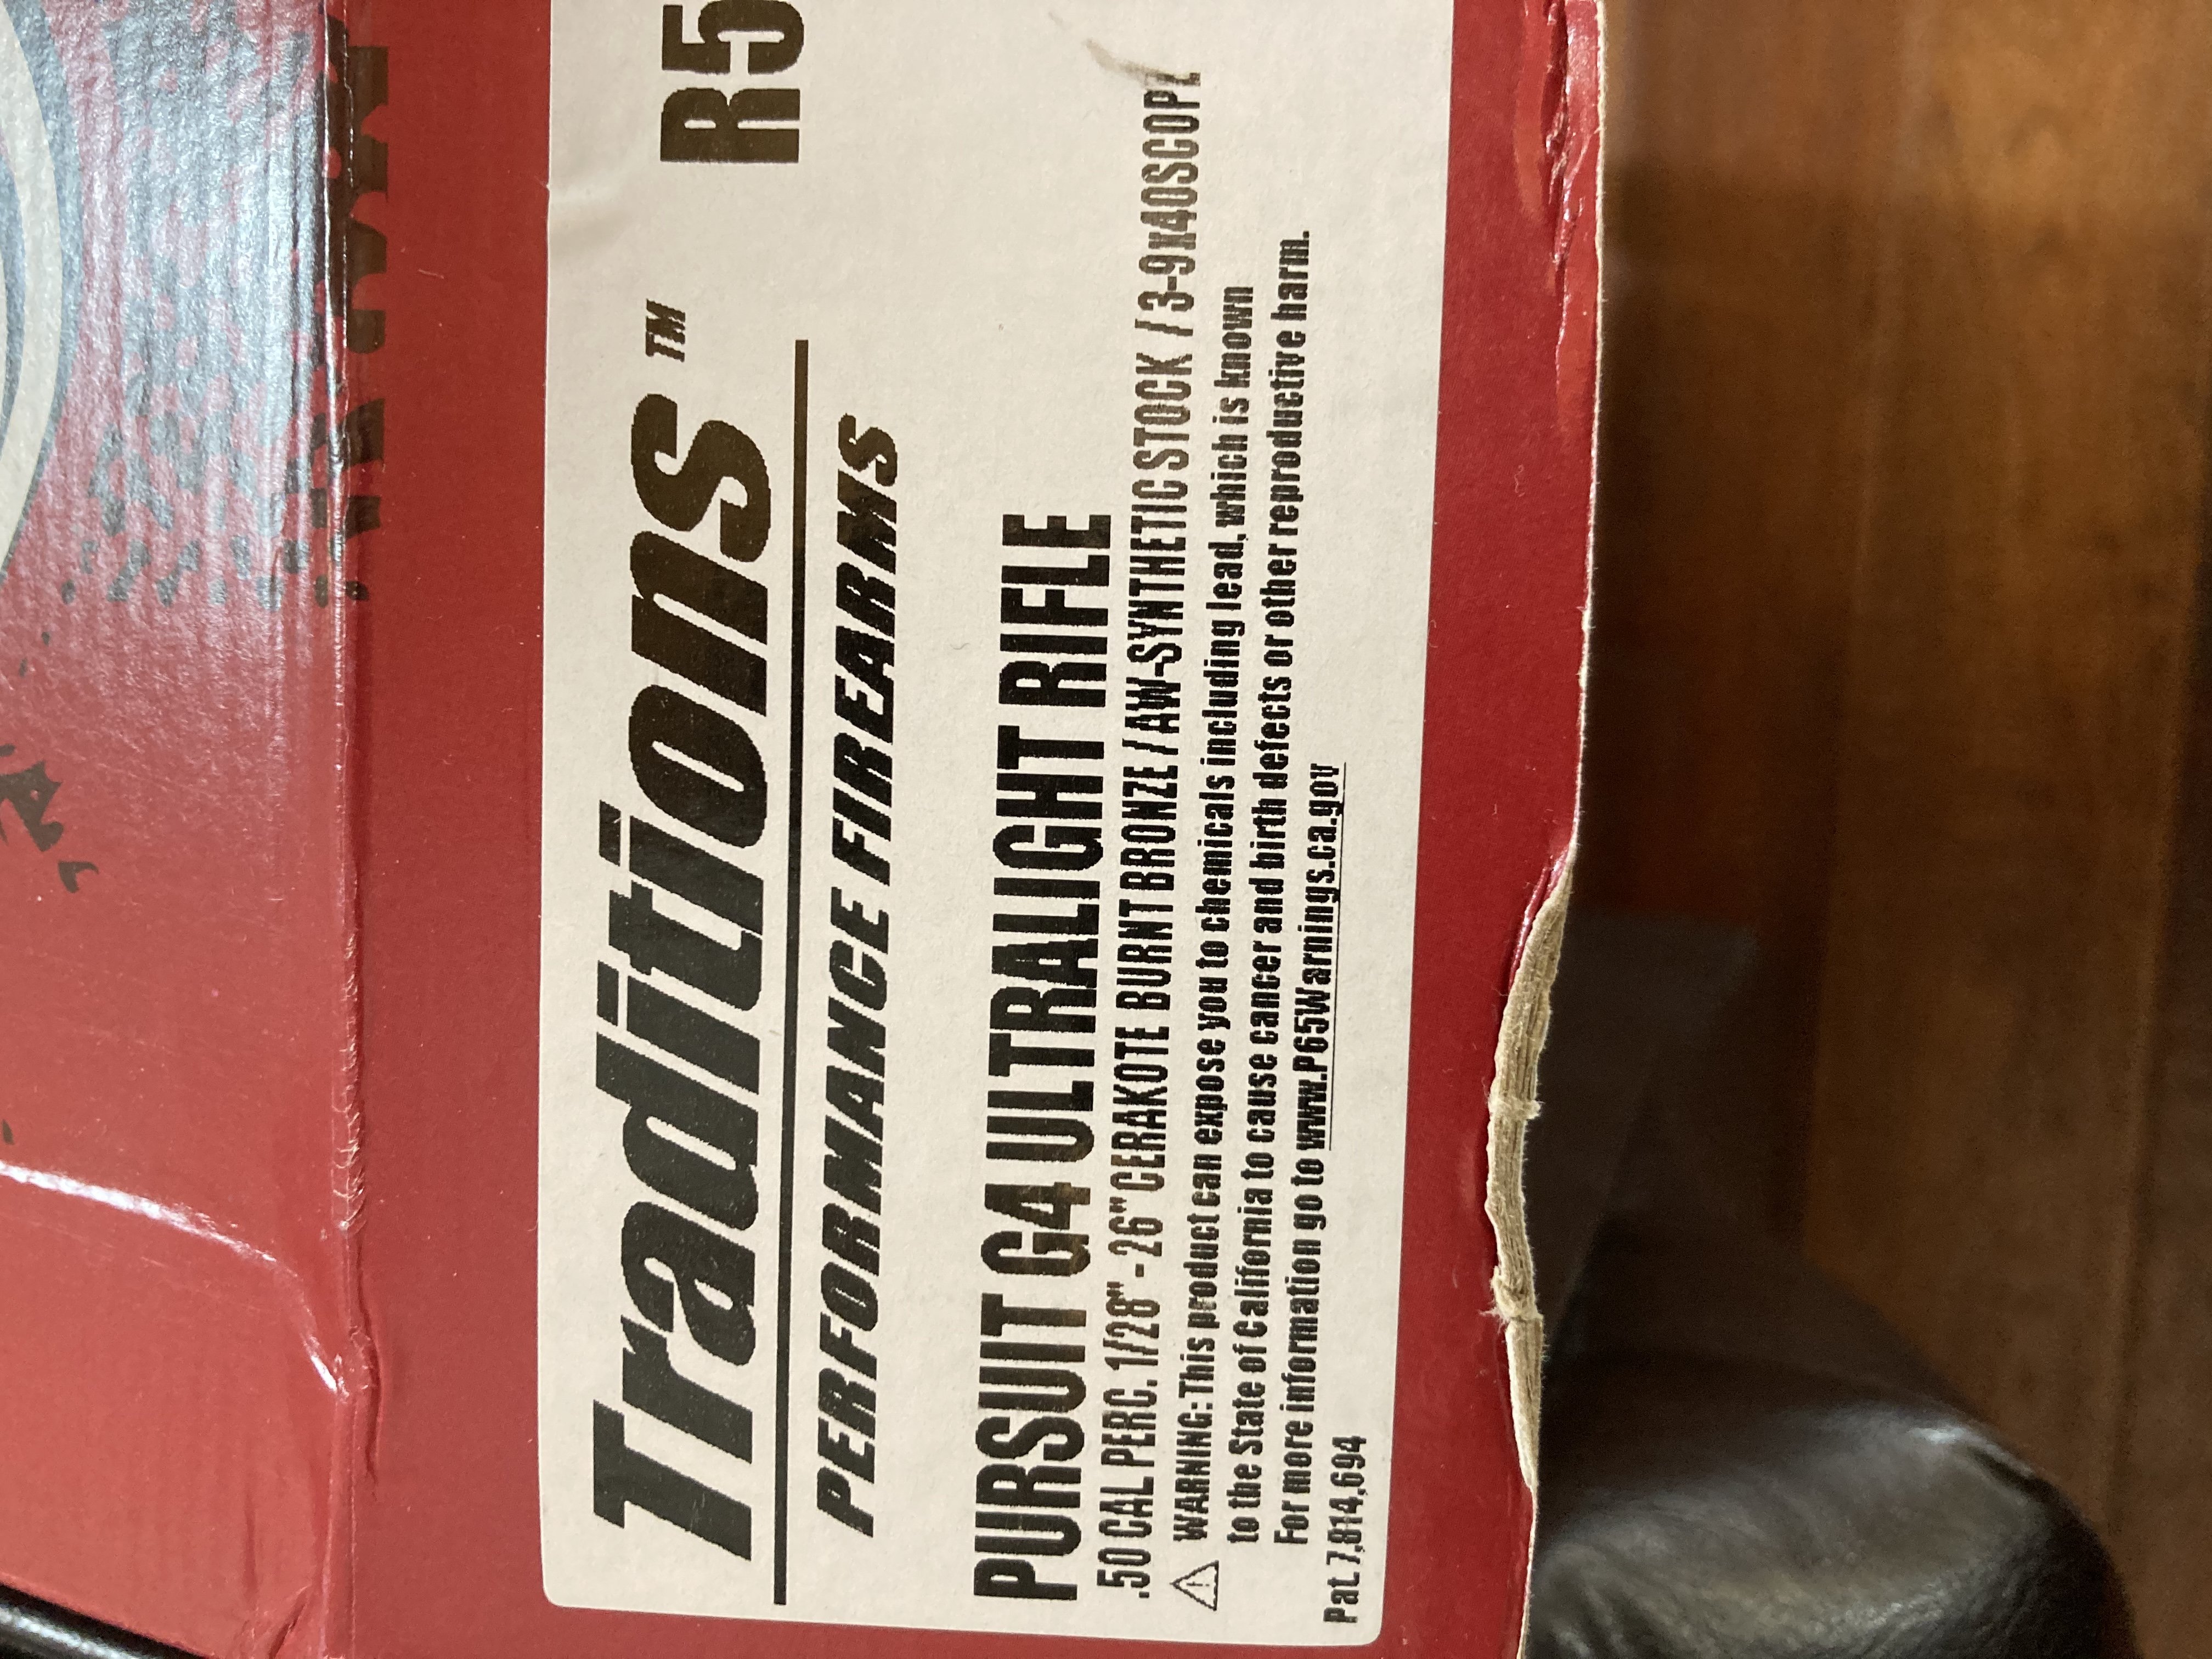 Traditions™ R5
PERFORMANCE FIREARMS
PURSUIT G4 ULTRALIGHT RIFLE
.50 CAL PERC. 1/28" - 26" CERAKOTE BURNT BRONZE / AW-SYNTHETIC STOCK / 3-9X40SCOPE
WARNING: This product can expose you to chemicals including lead, which is known
to the State of California to cause cancer and birth defects or other reproductive harm.
For more information go to www.P65Warnings.ca.gov
Pat. 7,814,694